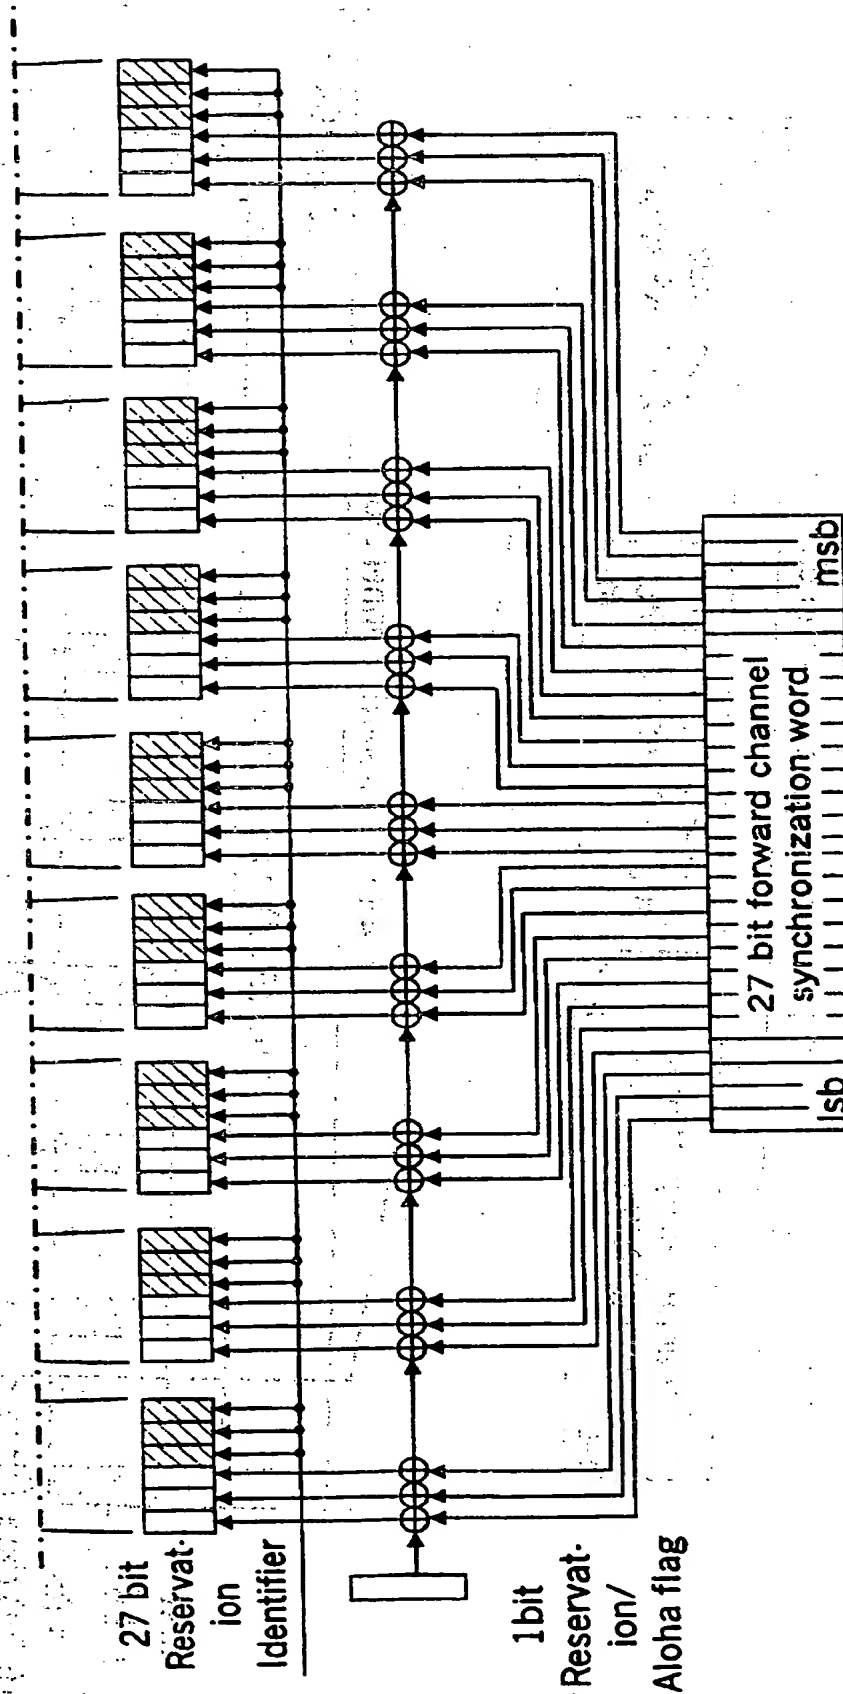 27 bit
Reservat-
ion
Identifier
1bit
Reservat-
ion/
Aloha flag
27 bit forward channel
synchronization word
lsb
msb